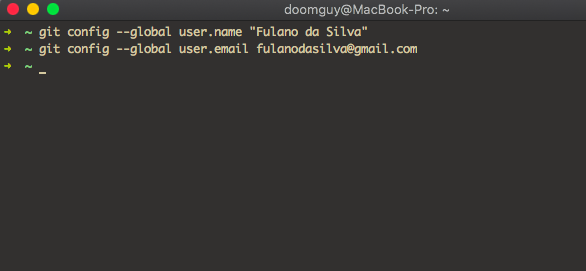 doomguy@MacBook-Pro: ~
➜ ~ git config --global user.name "Fulano da Silva"
➜ ~ git config --global user.email fulanodasilva@gmail.com
➜ ~ _